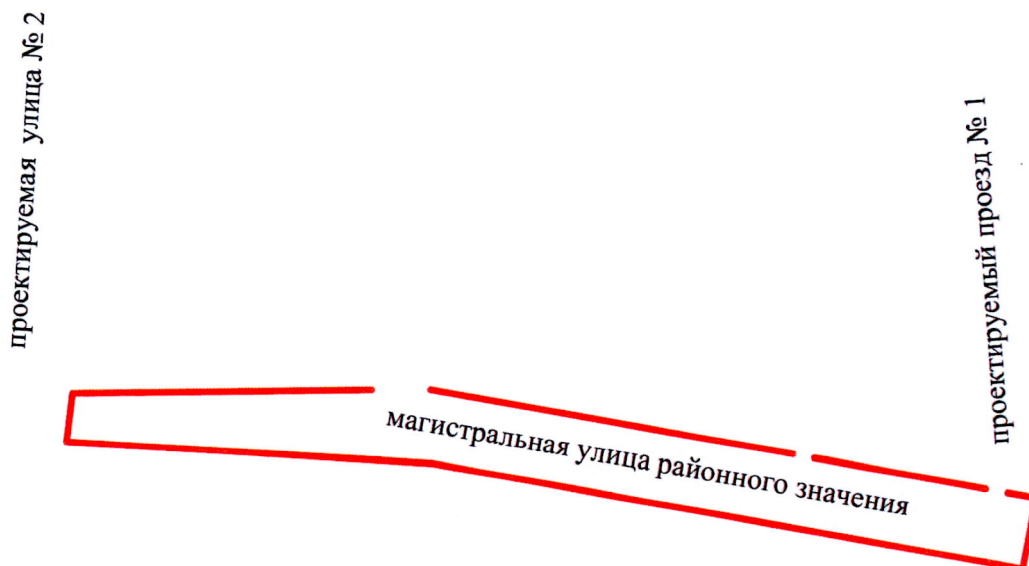 проектируемая улица № 2
проектируемый проезд № 1
магистральная улица районного значения